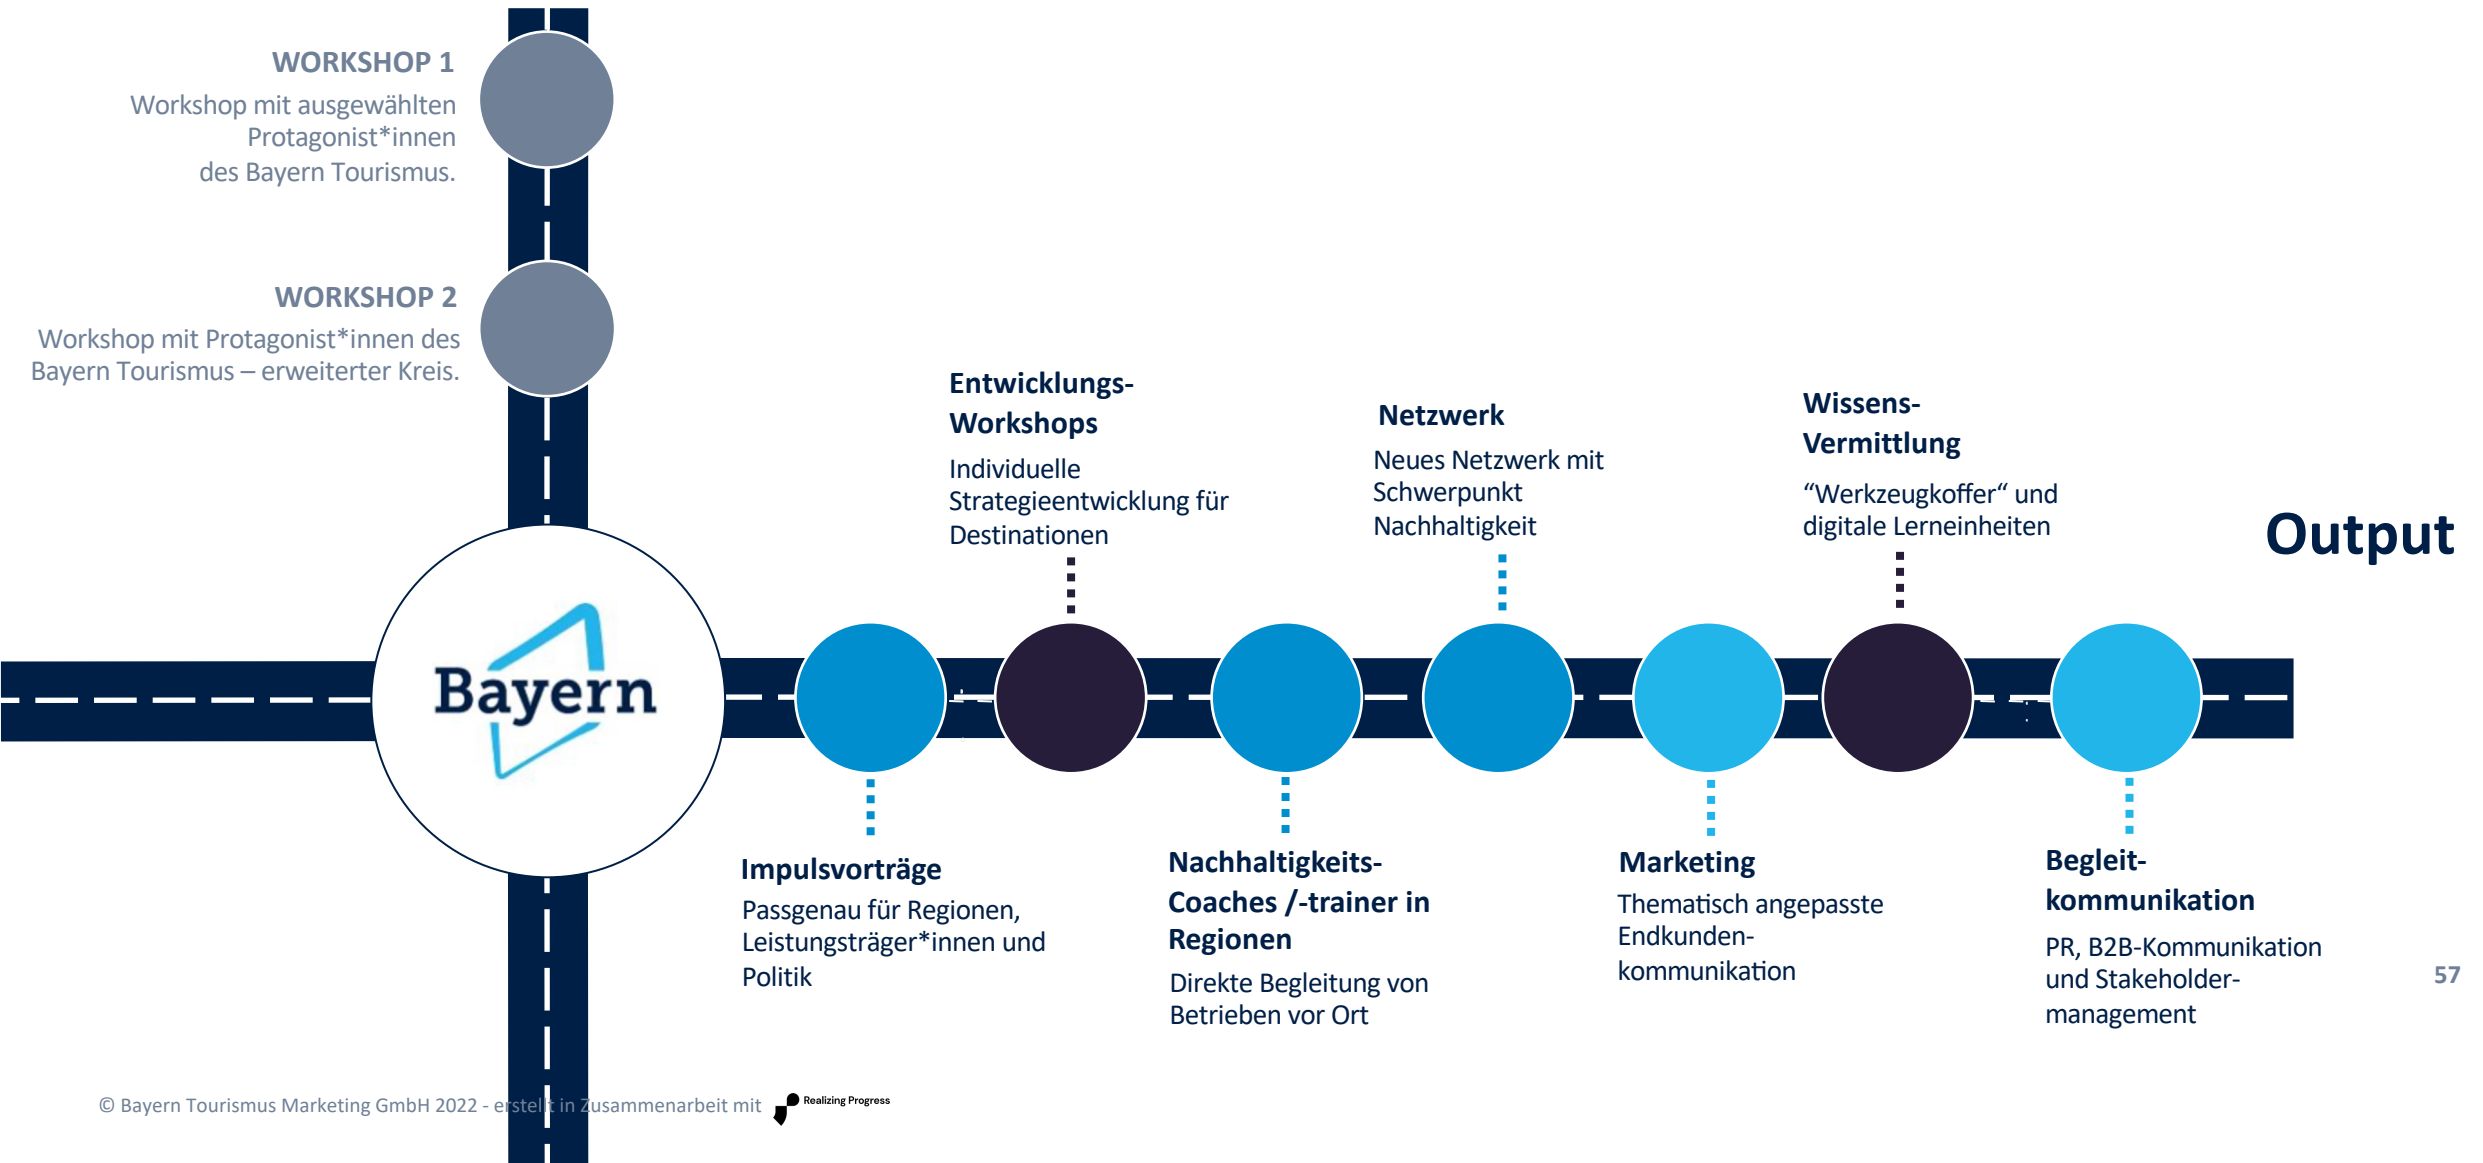 WORKSHOP 1
Workshop mit ausgewählten
Protagonist*innen
des Bayern Tourismus.
WORKSHOP 2
Workshop mit Protagonist*innen des
Bayern Tourismus – erweiterter Kreis.
Bayern
Entwicklungs-
Workshops
Individuelle
Strategieentwicklung für
Destinationen
Netzwerk
Neues Netzwerk mit
Schwerpunkt
Nachhaltigkeit
Wissens-
Vermittlung
“Werkzeugkoffer“ und
digitale Lerneinheiten
Output
Impulsvorträge
Passgenau für Regionen,
Leistungsträger*innen und
Politik
Nachhaltigkeits-
Coaches /-trainer in
Regionen
Direkte Begleitung von
Betrieben vor Ort
Marketing
Thematisch angepasste
Endkunden-
kommunikation
Begleit-
kommunikation
PR, B2B-Kommunikation
und Stakeholder-
management
57
© Bayern Tourismus Marketing GmbH 2022 - erstellt in Zusammenarbeit mit
Realizing Progress